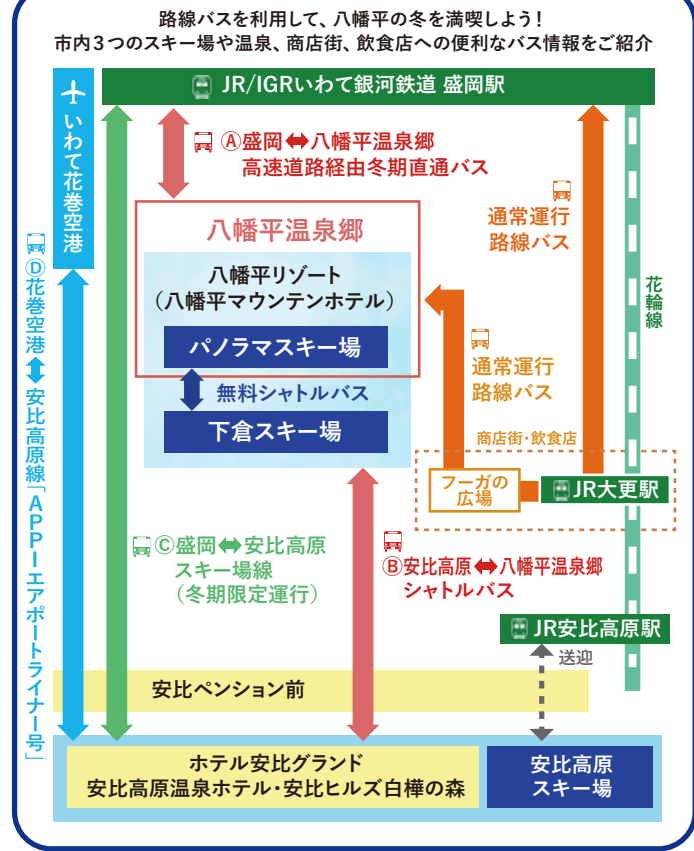 路線バスを利用して、八幡平の冬を満喫しよう！
市内３つのスキー場や温泉、商店街、飲食店への便利なバス情報をご紹介
いわて花巻空港
JR/IGRいわて銀河鉄道 盛岡駅
Ⓐ盛岡⬌八幡平温泉郷
高速道路経由冬期直通バス
通常運行
路線バス
八幡平温泉郷
八幡平リゾート
（八幡平マウンテンホテル）
パノラマスキー場
無料シャトルバス
下倉スキー場
花輪線
通常運行
路線バス
商店街・飲食店
フーガの
広場
JR大更駅
Ⓓ花巻空港⬍安比高原線「APPIエアポートライナー号」
Ⓒ盛岡⬌安比高原
スキー場線
（冬期限定運行）
Ⓑ安比高原⬌八幡平温泉郷
シャトルバス
JR安比高原駅
送迎
安比ペンション前
ホテル安比グランド
安比高原温泉ホテル・安比ヒルズ白樺の森
安比高原
スキー場